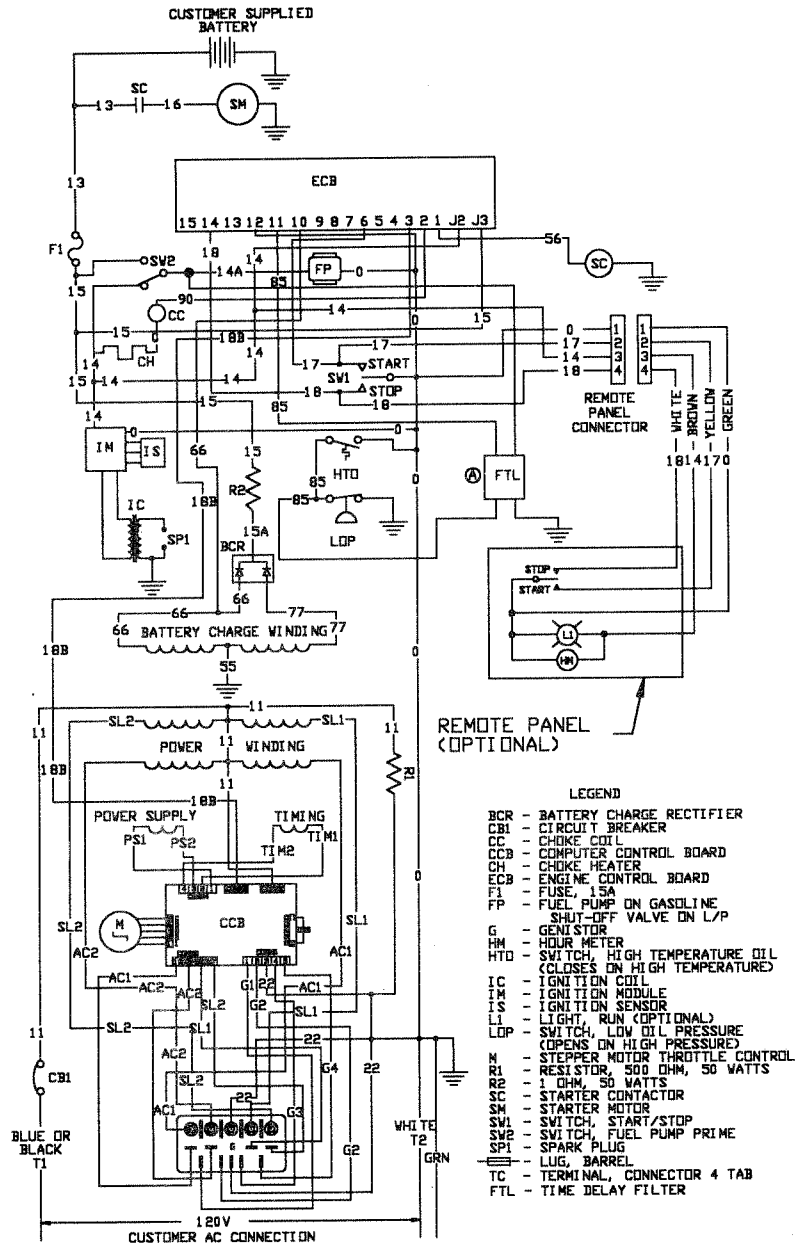 CUSTOMER SUPPLIED
BATTERY
SC
13
16
SM
13
ECB
15 14 13 12 11 10 9 8 7 6 5 4 3 2 1 J2 J3
F1
18
14
56
SC
SW2
14A
FP
0
85
15
90
CC
14
0
15
15
18B
0
17
14
18
1
2
3
4
1
2
3
4
14
CH
14
17
START
SW1
STOP
18
18
REMOTE
PANEL
CONNECTOR
WHITE
BROWN
YELLOW
GREEN
15
14
14
15
85
14
0
0
IM
IS
66
15
HTO
85
85
A
FTL
18 14 17 0
0
R2
18B
IC
SP1
15A
LOP
BCR
STOP
START
66
66
77
66
BATTERY CHARGE WINDING
77
L1
HM
18B
55
0
11
SL2
SL1
11
11
11
POWER
WINDING
REMOTE PANEL
(OPTIONAL)
18B
11
R1
18B
POWER SUPPLY
TIMING
PS1
PS2
TIM2
TIM1
0
M
CCB
SL2
AC2
SL1
AC1
AC1
AC2
AC2
SL2
G1
22
G2
SL1
SL2
SL1
22
11
AC2
G4
22
CB1
SL2
AC1
22
G3
G2
BLUE OR
BLACK
T1
WHITE
T2
GRN
G
120V
CUSTOMER AC CONNECTION
LEGEND
BCR - BATTERY CHARGE RECTIFIER
CB1 - CIRCUIT BREAKER
CC - CHOKE COIL
CCB - COMPUTER CONTROL BOARD
CH - CHOKE HEATER
ECB - ENGINE CONTROL BOARD
F1 - FUSE, 15A
FP - FUEL PUMP ON GASOLINE
SHUT-OFF VALVE ON L/P
G - GENISTOR
HM - HOUR METER
HTO - SWITCH, HIGH TEMPERATURE OIL
(CLOSES ON HIGH TEMPERATURE)
IC - IGNITION COIL
IM - IGNITION MODULE
IS - IGNITION SENSOR
L1 - LIGHT, RUN (OPTIONAL)
LOP - SWITCH, LOW OIL PRESSURE
(OPENS ON HIGH PRESSURE)
M - STEPPER MOTOR THROTTLE CONTROL
R1 - RESISTOR, 500 OHM, 50 WATTS
R2 - 1 OHM, 50 WATTS
SC - STARTER CONTACTOR
SM - STARTER MOTOR
SW1 - SWITCH, START/STOP
SW2 - SWITCH, FUEL PUMP PRIME
SP1 - SPARK PLUG
- LUG, BARREL
TC - TERMINAL, CONNECTOR 4 TAB
FTL - TIME DELAY FILTER